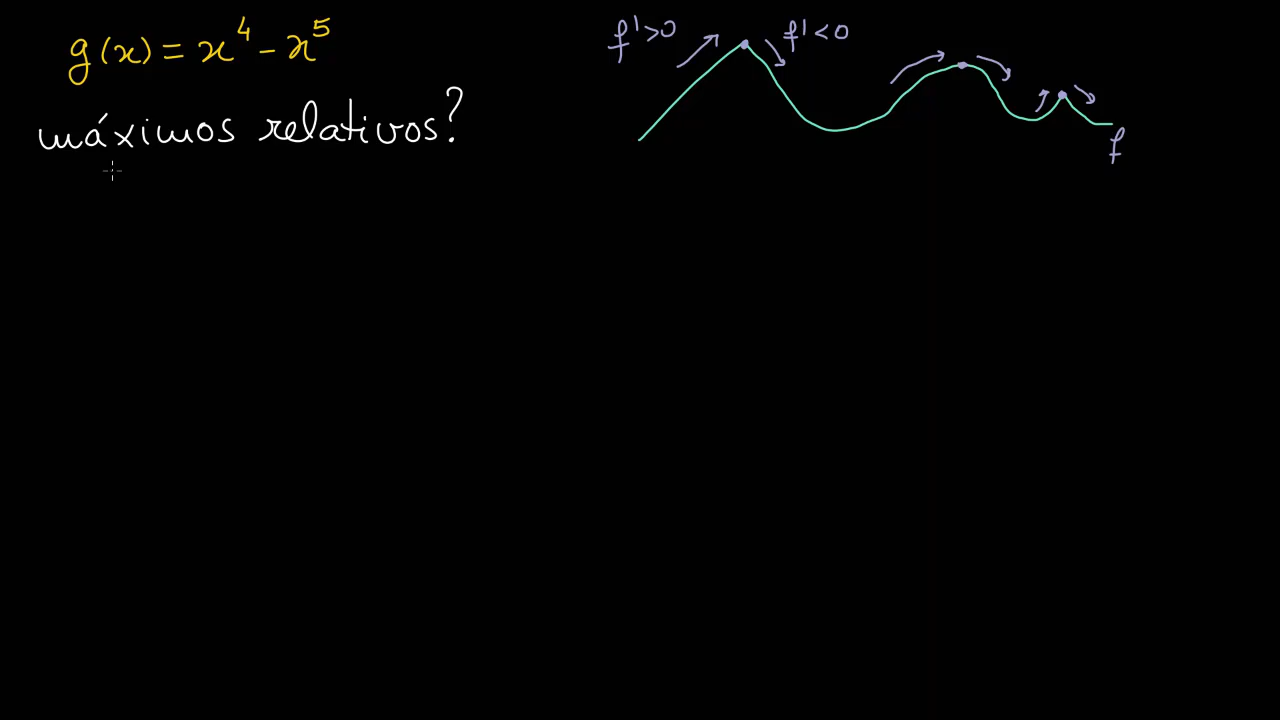 g(x) = x⁴ - x⁵
máximos relativos?
f'>0
f'<0
f